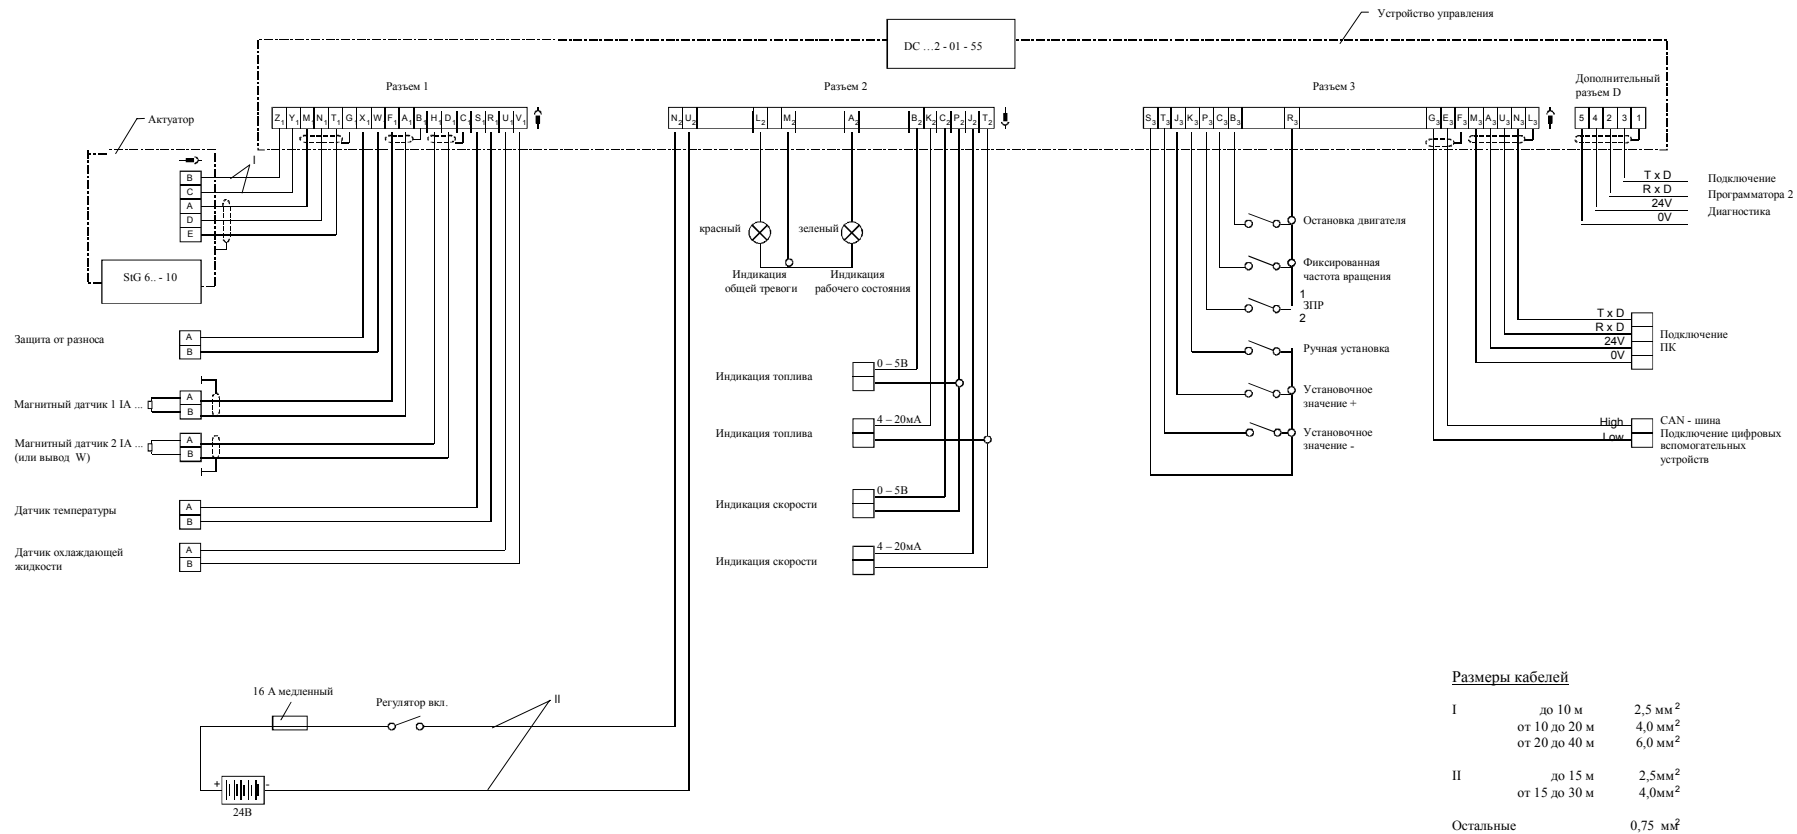 Устройство управления
DC ...2 - 01 - 55
Разъем 1
Разъем 2
Разъем 3
Дополнительный
разъем D
Z1 Y1 M1 N1 T1 G1 X1 W F1 A1 B1 H1 D1 C1 S1 R1 U1 V1
N2 U2 L2 M2 A2 B2 K2 C2 P2 J2 T2
S3 T3 J3 K3 P3 C3 B3 R3 G3 E3 F3 M3 A3 U3 N3 L3
5 4 2 3 1
Актуатор
I
B
C
A
D
E
StG 6.. - 10
Защита от разноса
A
B
Магнитный датчик 1 IA ...
A
B
Магнитный датчик 2 IA ...
(или вывод W)
A
B
Датчик температуры
A
B
Датчик охлаждающей
жидкости
A
B
красный
зеленый
Индикация
общей тревоги
Индикация
рабочего состояния
Индикация топлива
0 – 5В
Индикация топлива
4 – 20мА
Индикация скорости
0 – 5В
Индикация скорости
4 – 20мА
Остановка двигателя
Фиксированная
частота вращения
1
ЗПР
2
Ручная установка
Установочное
значение +
Установочное
значение -
T x D
R x D
24V
0V
Подключение
Программатора 2
Диагностика
T x D
R x D
24V
0V
Подключение
ПК
High
Low
CAN - шина
Подключение цифровых
вспомогательных
устройств
16 А медленный
Регулятор вкл.
II
+
-
24В
Размеры кабелей
I до 10 м 2,5 мм2
от 10 до 20 м 4,0 мм2
от 20 до 40 м 6,0 мм2
II до 15 м 2,5мм2
от 15 до 30 м 4,0мм2
Остальные 0,75 мм2